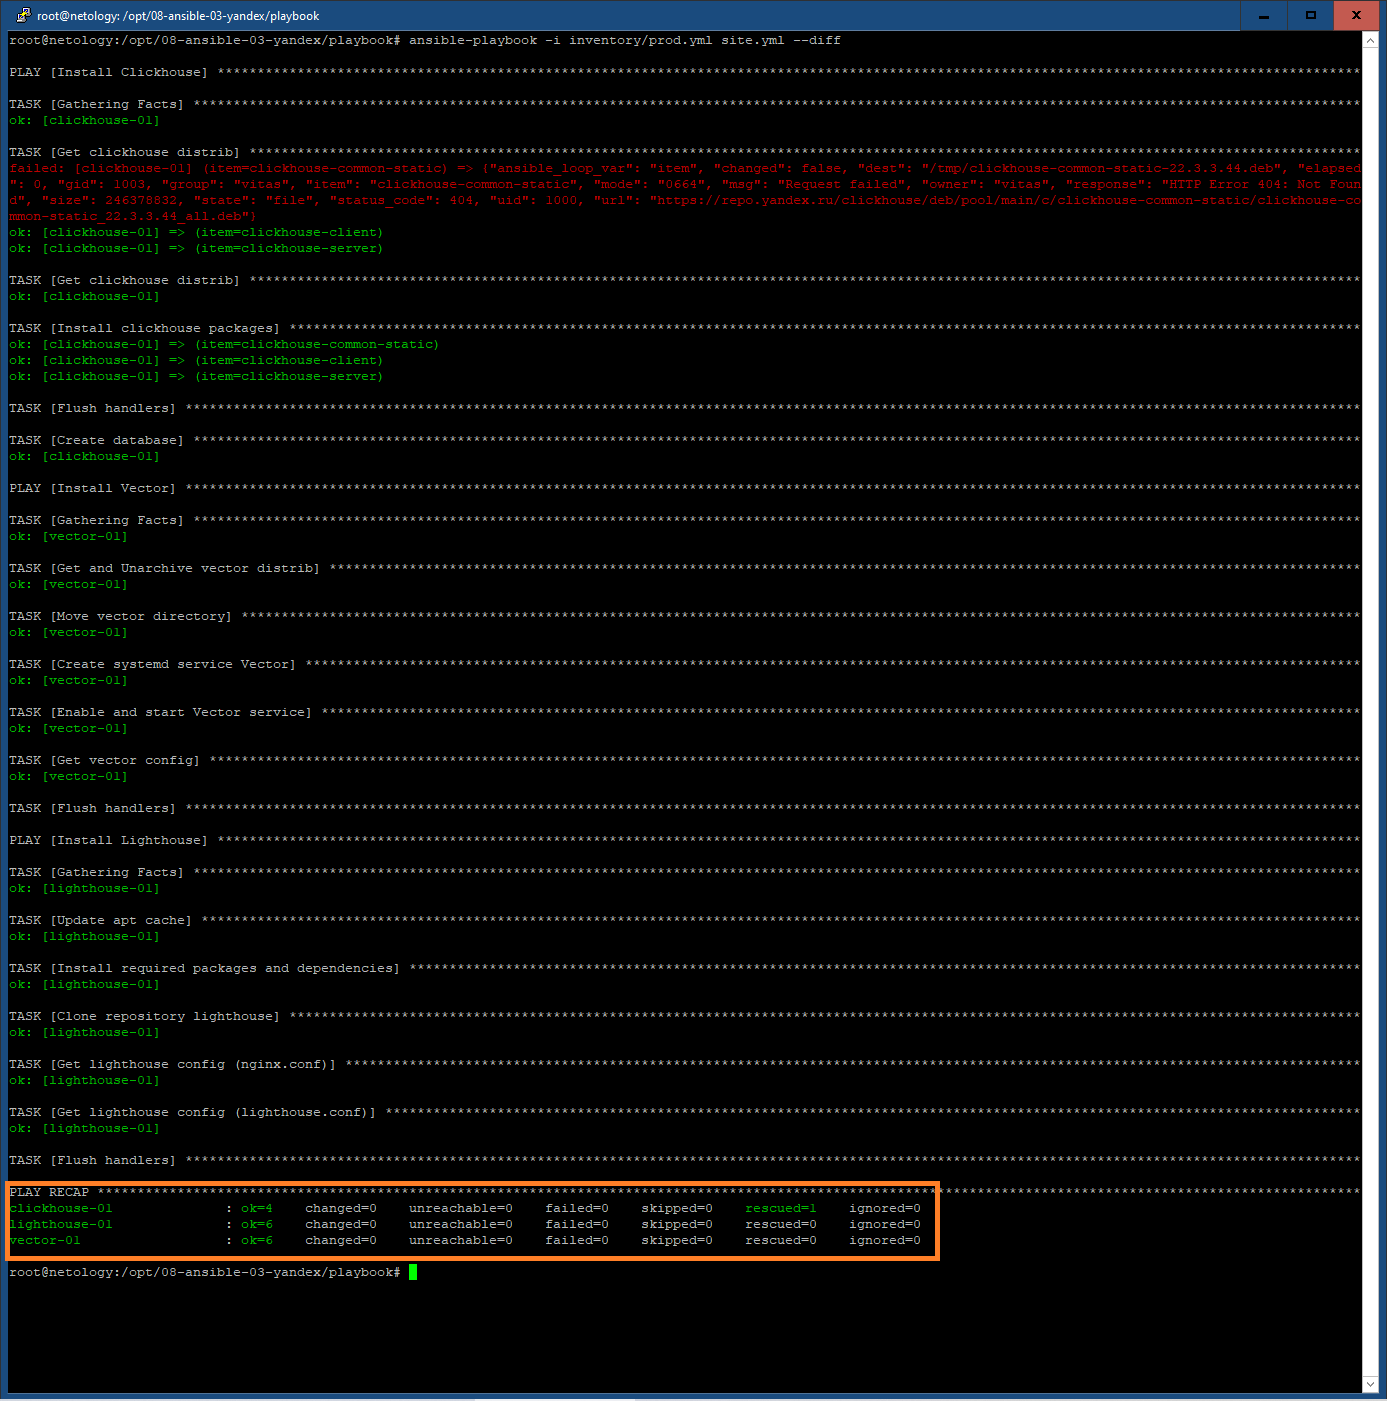 root@netology: /opt/08-ansible-03-yandex/playbook
root@netology:/opt/08-ansible-03-yandex/playbook# ansible-playbook -i inventory/prod.yml site.yml --diff
PLAY [Install Clickhouse] ***********************************************************************************************************************************************
TASK [Gathering Facts] **************************************************************************************************************************************************
ok: [clickhouse-01]
TASK [Get clickhouse distrib] *******************************************************************************************************************************************
failed: [clickhouse-01] (item=clickhouse-common-static) => {"ansible_loop_var": "item", "changed": false, "dest": "/tmp/clickhouse-common-static-22.3.3.44.deb", "elapsed
": 0, "gid": 1003, "group": "vitas", "item": "clickhouse-common-static", "mode": "0664", "msg": "Request failed", "owner": "vitas", "response": "HTTP Error 404: Not Foun
d", "size": 246378832, "state": "file", "status_code": 404, "uid": 1000, "url": "https://repo.yandex.ru/clickhouse/deb/pool/main/c/clickhouse-common-static/clickhouse-co
mmon-static_22.3.3.44_all.deb"}
ok: [clickhouse-01] => (item=clickhouse-client)
ok: [clickhouse-01] => (item=clickhouse-server)
TASK [Get clickhouse distrib] *******************************************************************************************************************************************
ok: [clickhouse-01]
TASK [Install clickhouse packages] **************************************************************************************************************************************
ok: [clickhouse-01] => (item=clickhouse-common-static)
ok: [clickhouse-01] => (item=clickhouse-client)
ok: [clickhouse-01] => (item=clickhouse-server)
TASK [Flush handlers] ***************************************************************************************************************************************************
TASK [Create database] **************************************************************************************************************************************************
ok: [clickhouse-01]
PLAY [Install Vector] ***************************************************************************************************************************************************
TASK [Gathering Facts] **************************************************************************************************************************************************
ok: [vector-01]
TASK [Get and Unarchive vector distrib] *********************************************************************************************************************************
ok: [vector-01]
TASK [Move vector directory] ********************************************************************************************************************************************
ok: [vector-01]
TASK [Create systemd service Vector] ************************************************************************************************************************************
ok: [vector-01]
TASK [Enable and start Vector service] **********************************************************************************************************************************
ok: [vector-01]
TASK [Get vector config] ************************************************************************************************************************************************
ok: [vector-01]
TASK [Flush handlers] ***************************************************************************************************************************************************
PLAY [Install Lighthouse] ***********************************************************************************************************************************************
TASK [Gathering Facts] **************************************************************************************************************************************************
ok: [lighthouse-01]
TASK [Update apt cache] *************************************************************************************************************************************************
ok: [lighthouse-01]
TASK [Install required packages and dependencies] ***********************************************************************************************************************
ok: [lighthouse-01]
TASK [Clone repository lighthouse] **************************************************************************************************************************************
ok: [lighthouse-01]
TASK [Get lighthouse config (nginx.conf)] *******************************************************************************************************************************
ok: [lighthouse-01]
TASK [Get lighthouse config (lighthouse.conf)] **************************************************************************************************************************
ok: [lighthouse-01]
TASK [Flush handlers] ***************************************************************************************************************************************************
PLAY RECAP **************************************************************************************************************************************************************
clickhouse-01 : ok=4 changed=0 unreachable=0 failed=0 skipped=0 rescued=1 ignored=0
lighthouse-01 : ok=6 changed=0 unreachable=0 failed=0 skipped=0 rescued=0 ignored=0
vector-01 : ok=6 changed=0 unreachable=0 failed=0 skipped=0 rescued=0 ignored=0
root@netology:/opt/08-ansible-03-yandex/playbook#